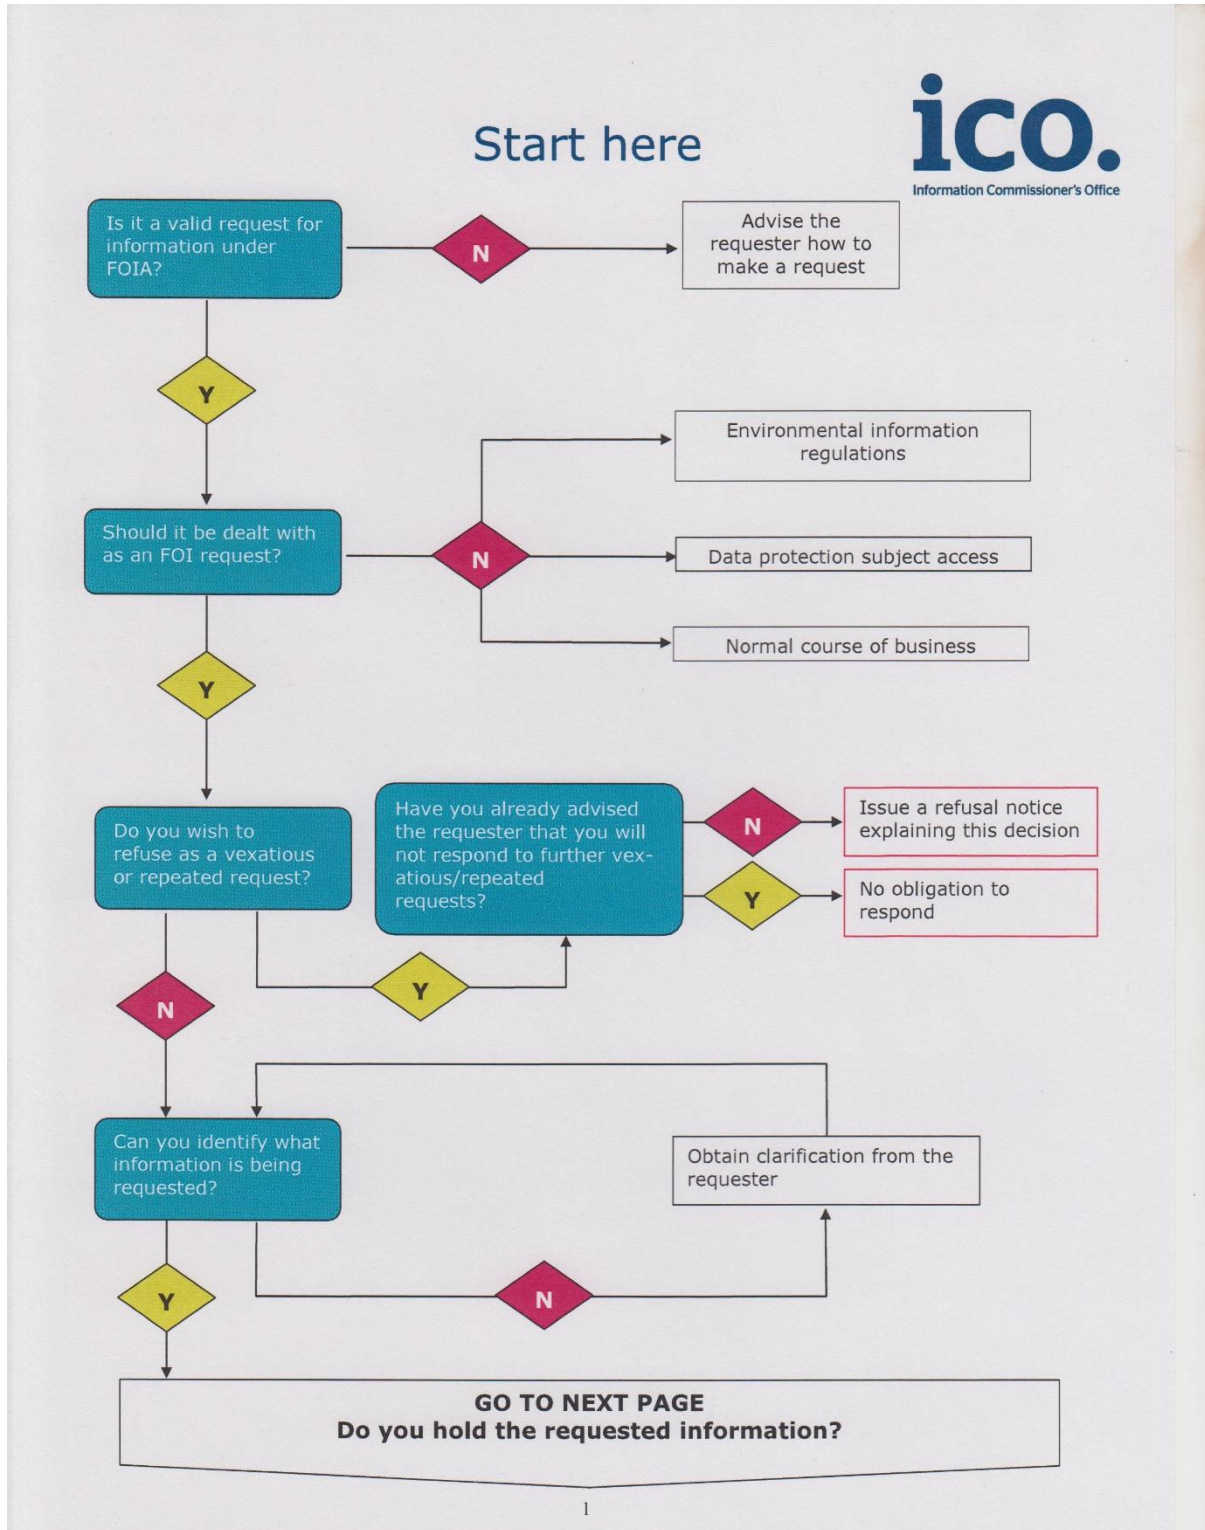 Start here
ico.
Information Commissioner's Office
Is it a valid request for
information under
FOIA?
N
Advise the
requester how to
make a request
Y
Environmental information
regulations
Should it be dealt with
as an FOI request?
N
Data protection subject access
Normal course of business
Y
Do you wish to
refuse as a vexatious
or repeated request?
Have you already advised
the requester that you will
not respond to further vex-
atious/repeated
requests?
N
Issue a refusal notice
explaining this decision
Y
No obligation to
respond
Y
N
Can you identify what
information is being
requested?
Obtain clarification from the
requester
N
Y
GO TO NEXT PAGE
Do you hold the requested information?
1